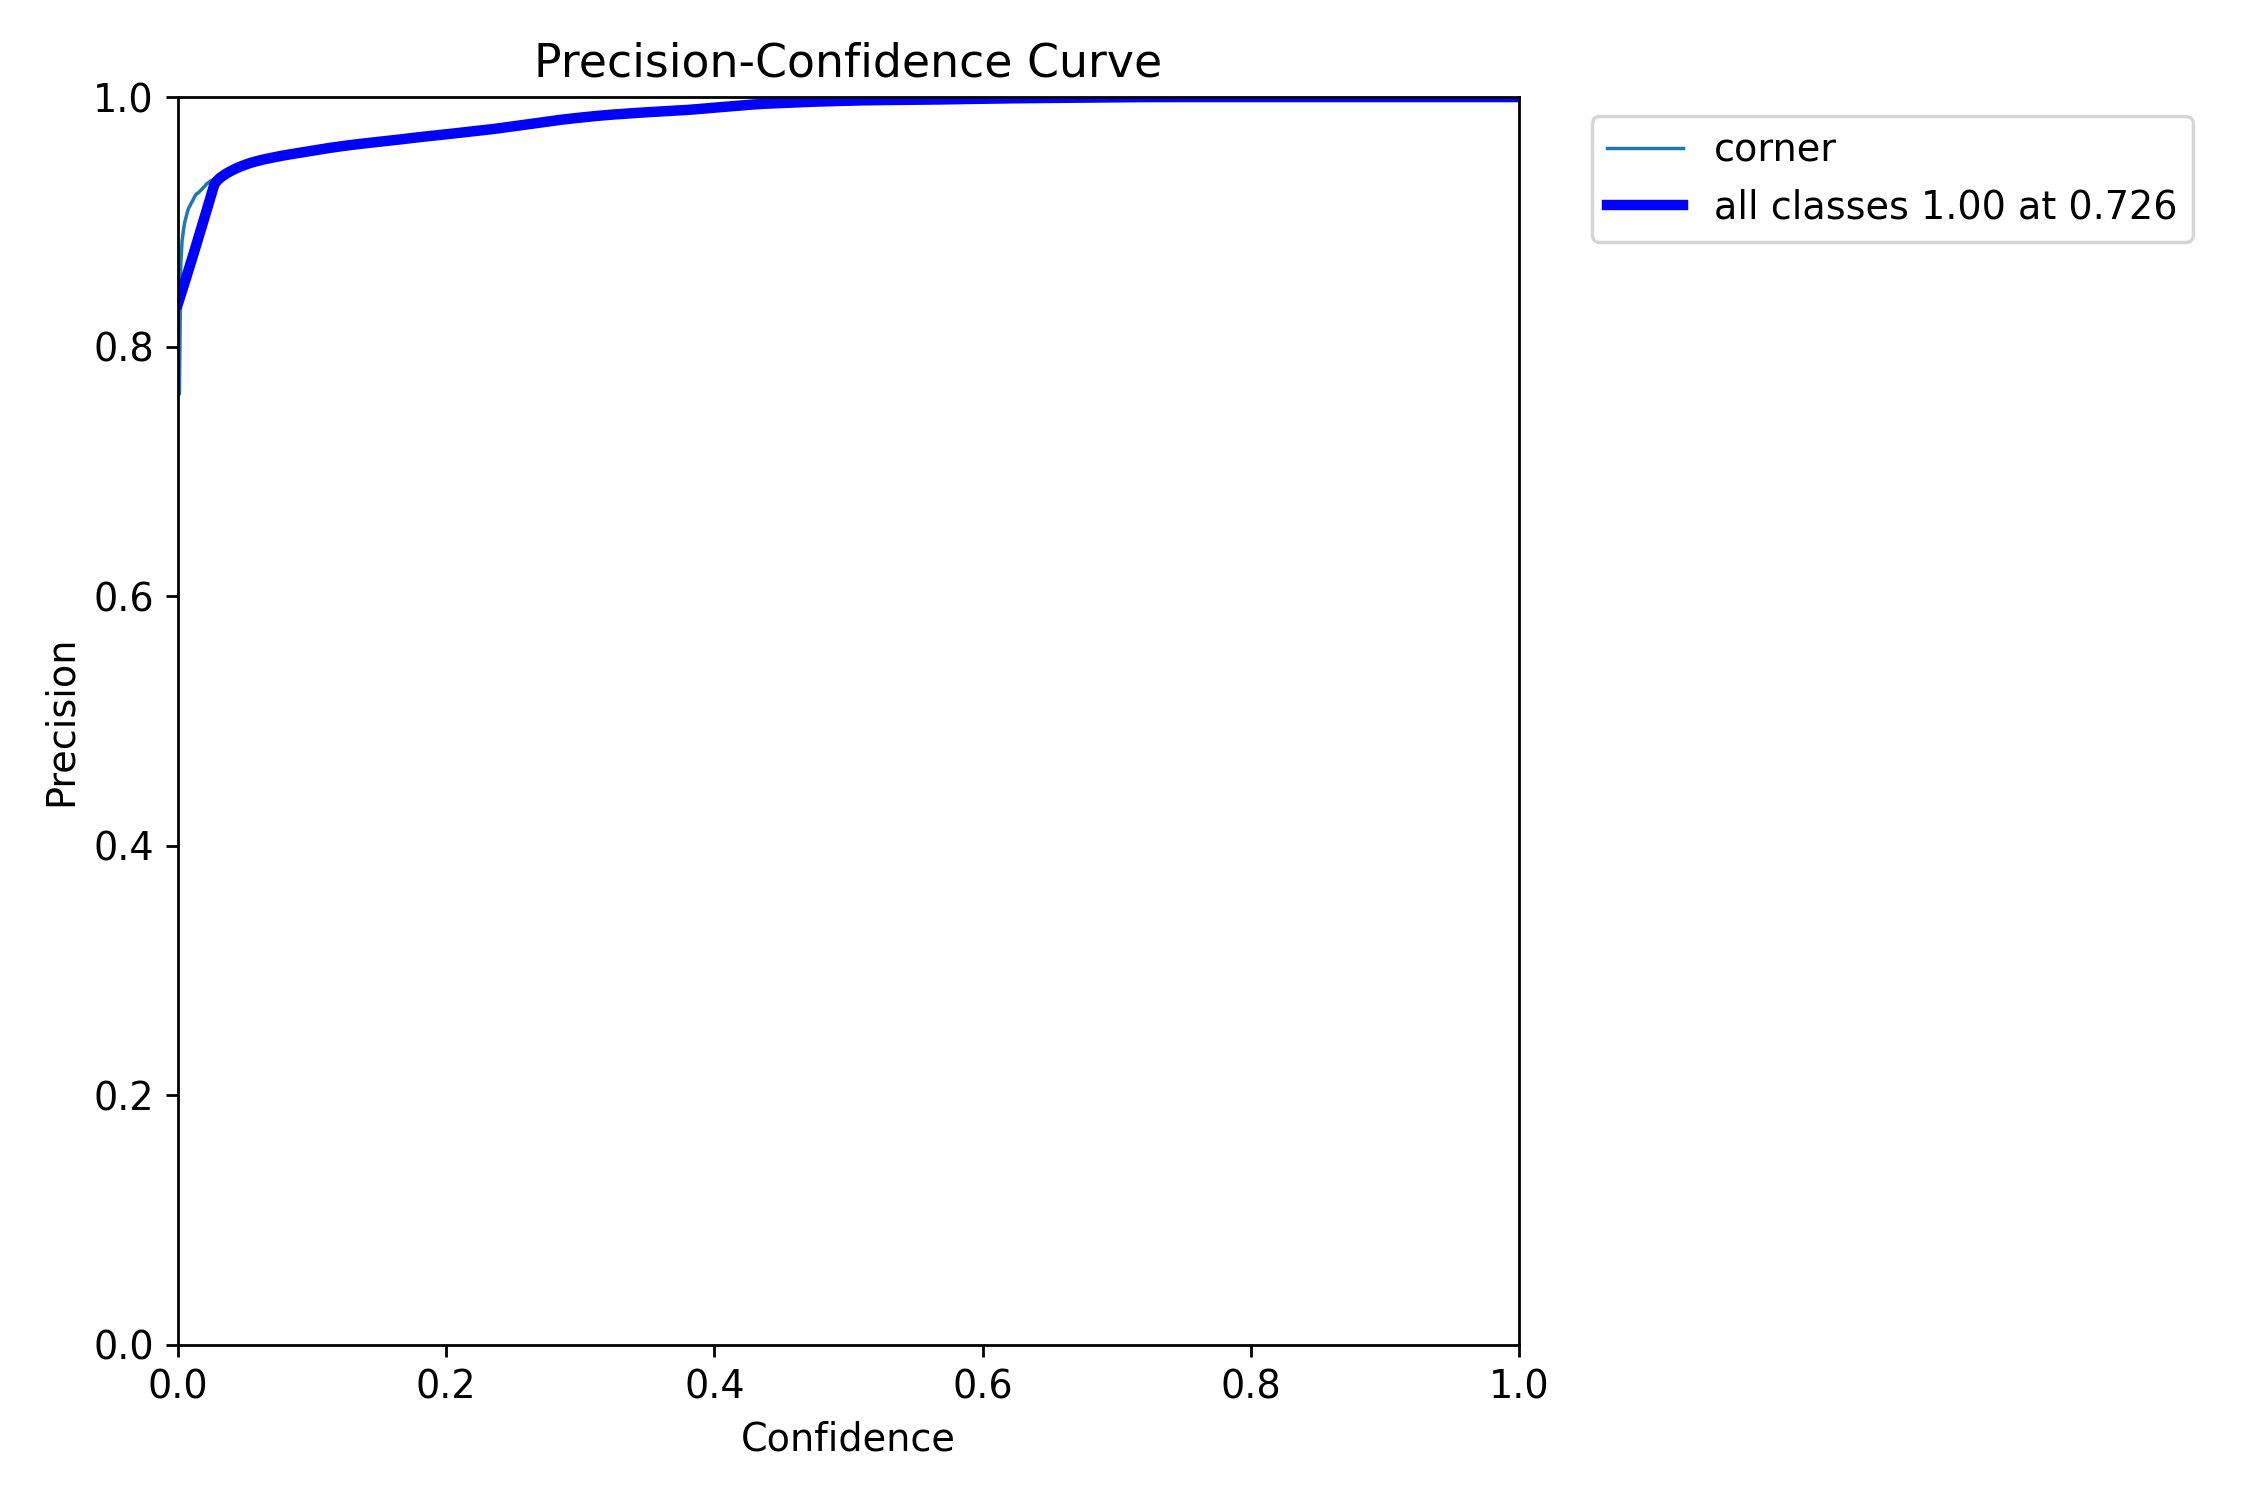 Precision-Confidence Curve
1.0
0.8
0.6
0.4
0.2
0.0
Precision
0.0 0.2 0.4 0.6 0.8 1.0
Confidence
corner
all classes 1.00 at 0.726